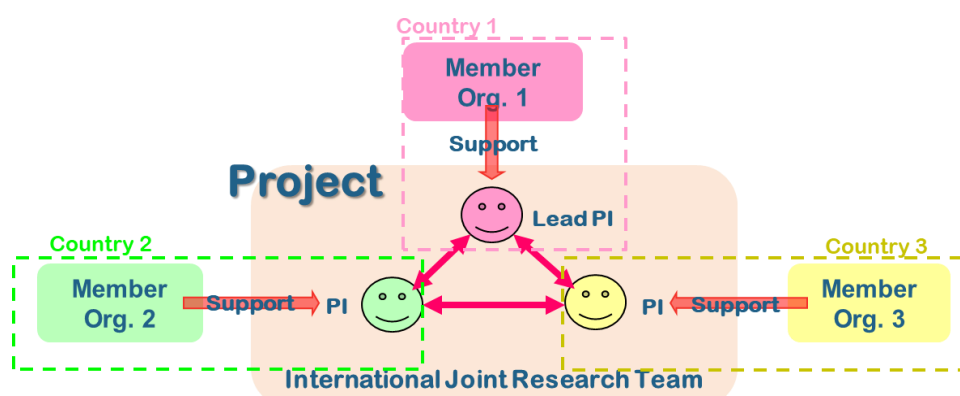 Country 1
Member
Org. 1
Support
Project
Lead PI
Country 2
Country 3
Member
Org. 2
Support
PI
PI
Support
Member
Org. 3
International Joint Research Team